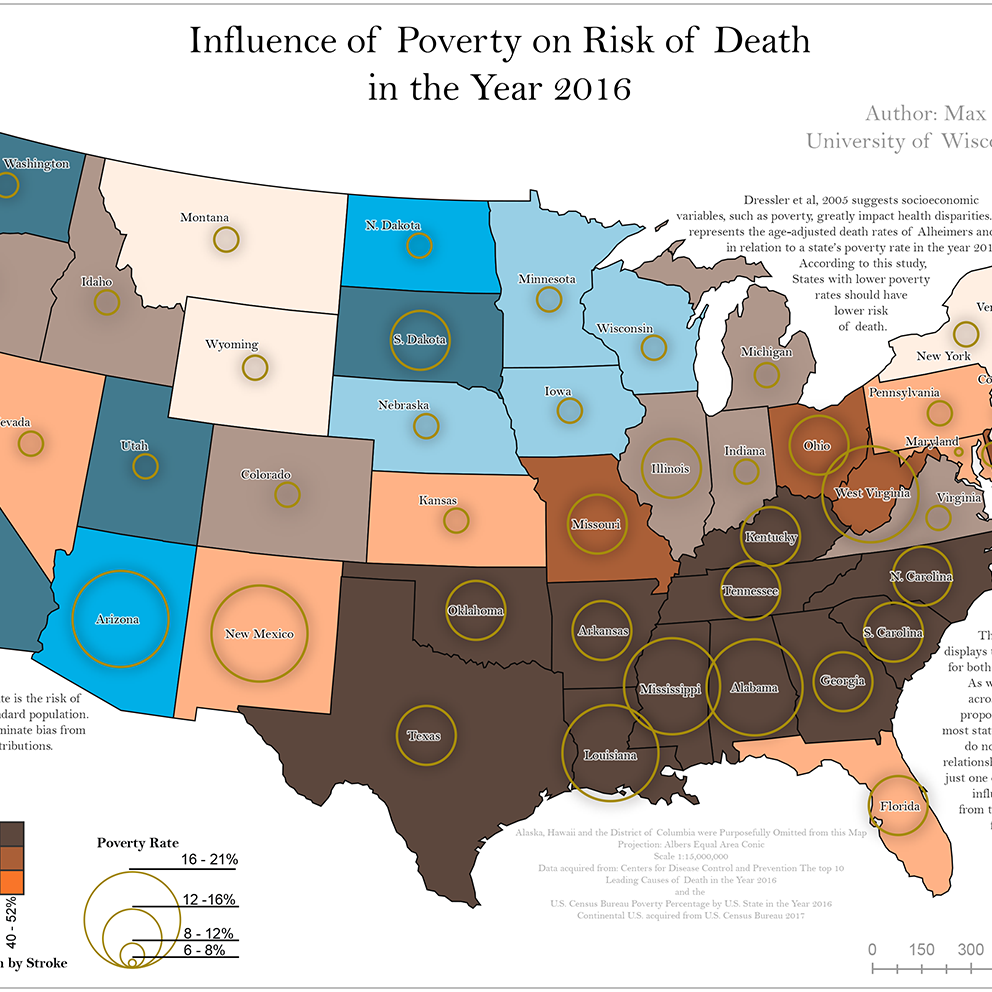 Influence of Poverty on Risk of Death
in the Year 2016
Author: Max
University of Wisco
Dressler et al, 2005 suggests socioeconomic
variables, such as poverty, greatly impact health disparities.
represents the age-adjusted death rates of Alheimers and
in relation to a state's poverty rate in the year 201
According to this study,
States with lower poverty
rates should have
lower risk
of death.
Washington
Montana
N. Dakota
Minnesota
Idaho
Wyoming
S. Dakota
Wisconsin
Michigan
Ver
New York
Nebraska
Iowa
Pennsylvania
Co
evada
Utah
Colorado
Kansas
Missouri
Illinois
Indiana
Ohio
Maryland
West Virginia
Virginia
Kentucky
Arizona
New Mexico
Oklahoma
Arkansas
Tennessee
N. Carolina
S. Carolina
Mississippi
Alabama
Georgia
Texas
Louisiana
Florida
Th
displays t
for both
As w
acro
propo
most stat
do no
relations
just one
infl
from t
te is the risk of
dard population.
minate bias from
tributions.
40 - 52%
n by Stroke
Poverty Rate
16 - 21%
12 -16%
8 - 12%
6 - 8%
Alaska, Hawaii and the District of Columbia were Purposefully Omitted from this Map
Projection: Albers Equal Area Conic
Scale 1:15,000,000
Data acquired from: Centers for Disease Control and Prevention The top 10
Leading Causes of Death in the Year 2016
and the
U.S. Census Bureau Poverty Percentage by U.S. State in the Year 2016
Continental U.S. acquired from U.S. Census Bureau 2017
0 150 300